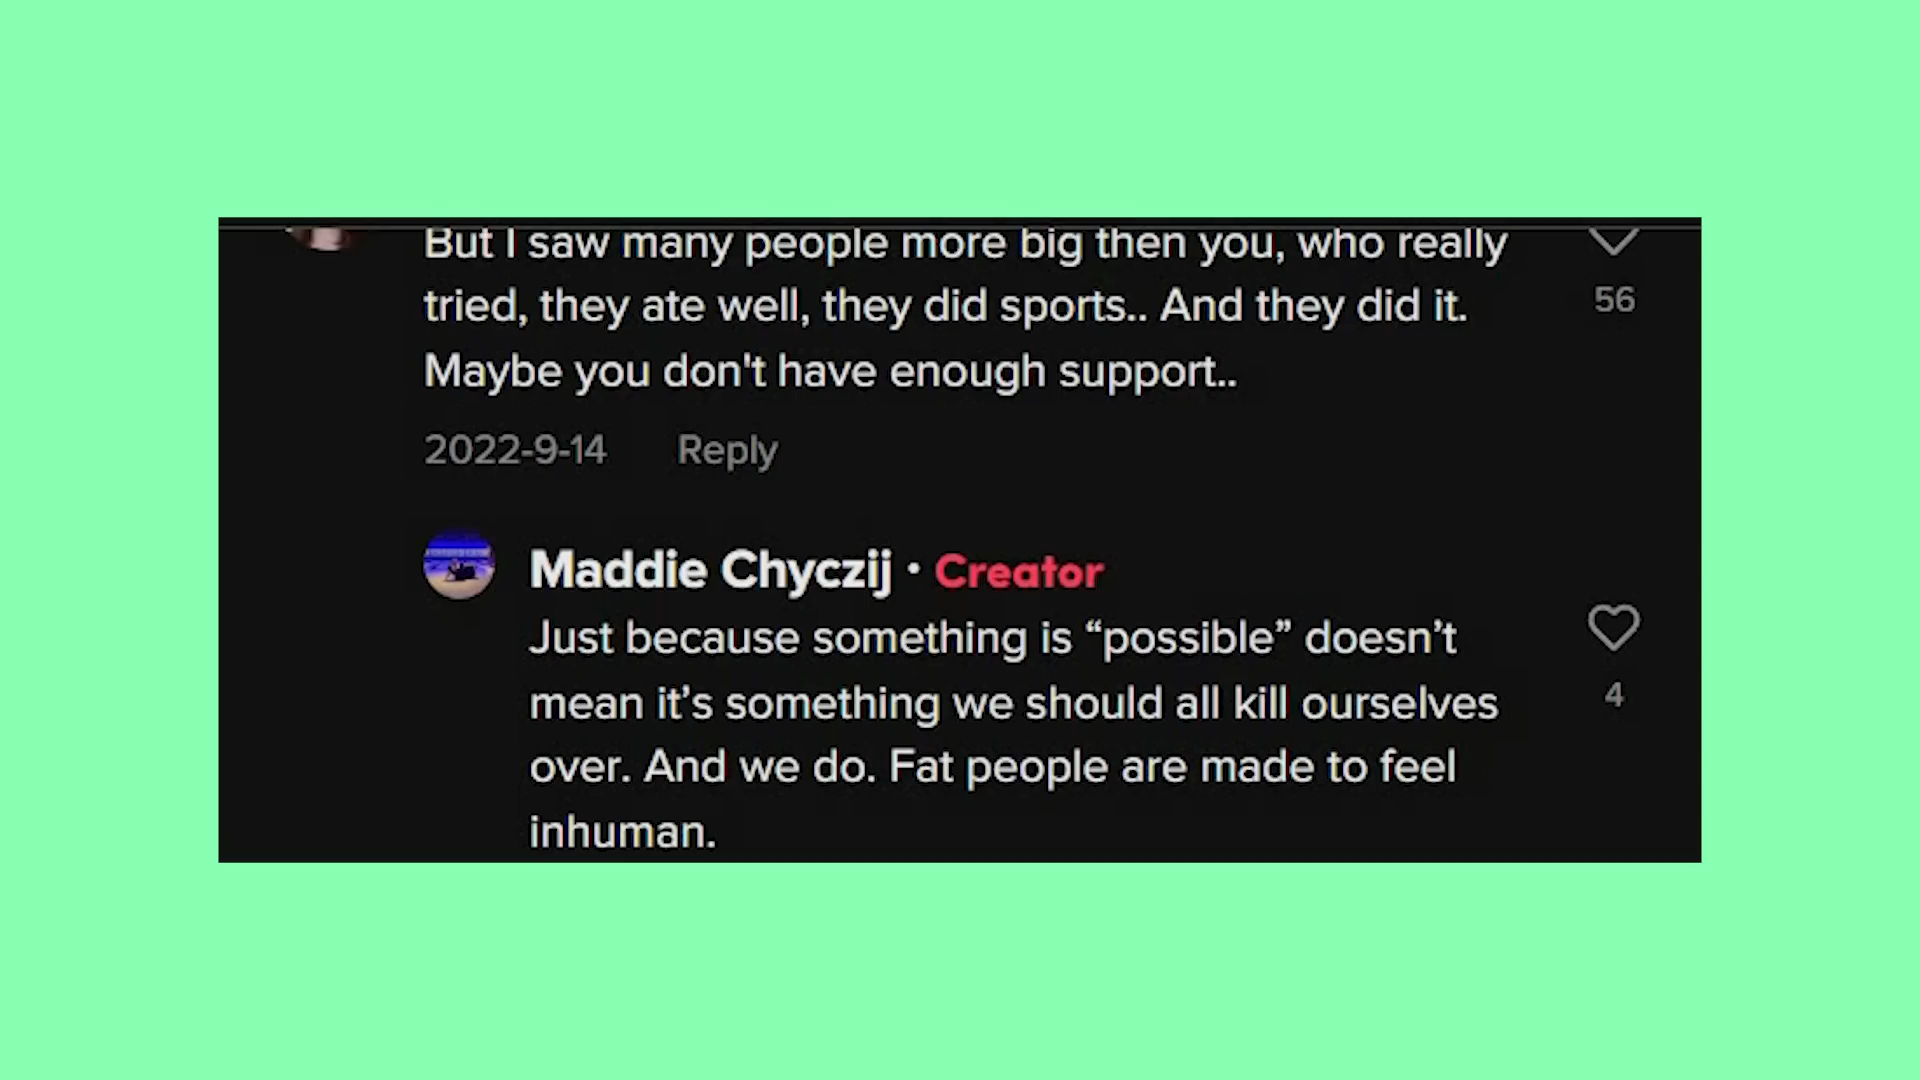 But I saw many people more big then you, who really
56
tried, they ate well, they did sports.. And they did it.
Maybe you don't have enough support..
2022-9-14 Reply
Maddie Chyczij · Creator
Just because something is “possible” doesn’t
mean it’s something we should all kill ourselves
4
over. And we do. Fat people are made to feel
inhuman.